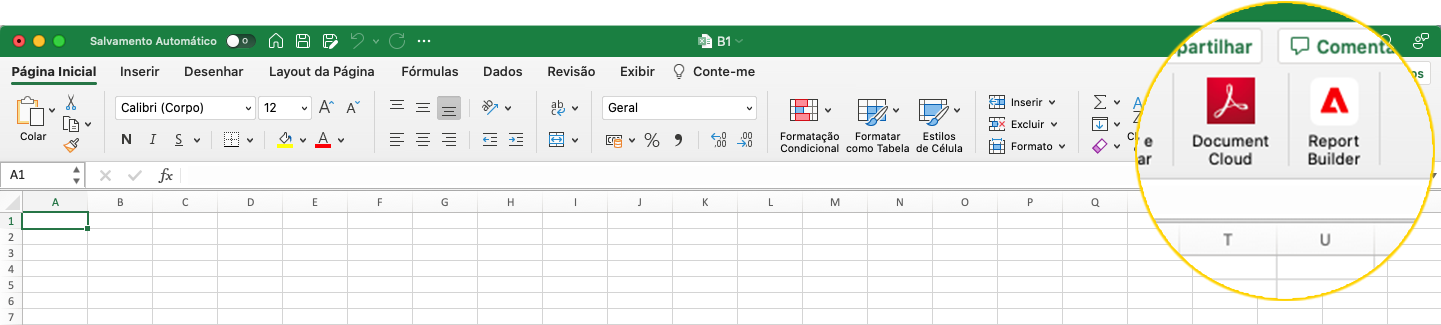 Salvamento Automático
B1
partilhar
Comenta
Página Inicial
Inserir
Desenhar
Layout da Página
Fórmulas
Dados
Revisão
Exibir
Conte-me
os
Colar
Calibri (Corpo)
12
A A
N I S
A
ab
Geral
%
Formatação
Condicional
Formatar
como Tabela
Estilos
de Célula
Inserir
Excluir
Formato
Document
Cloud
Report
Builder
A1
fx
A B C D E F G H I J K L M N O P Q T U
1
2
3
4
5
6
7